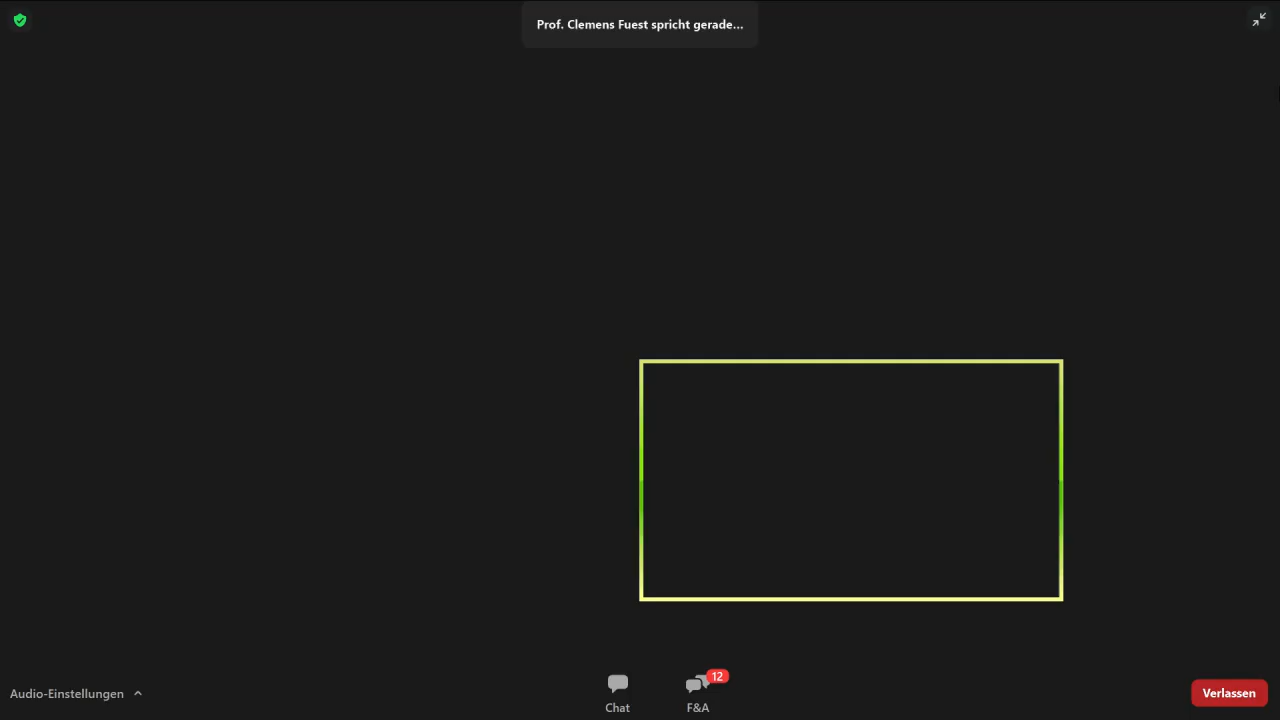 Prof. Clemens Fuest spricht gerade...
Audio-Einstellungen
Chat
12
F&A
Verlassen